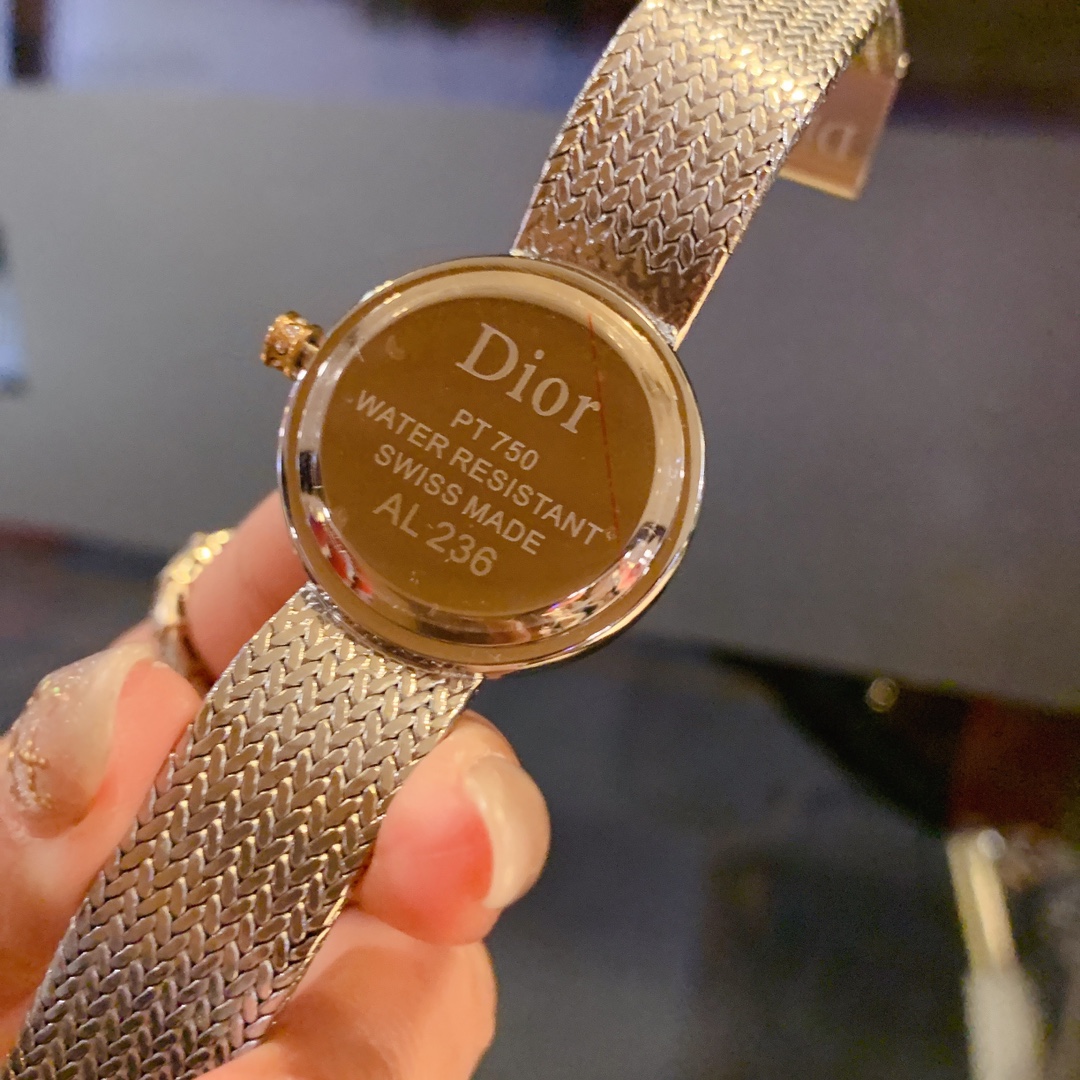 Dior
PT 750
WATER RESISTANT
SWISS MADE
AL 236